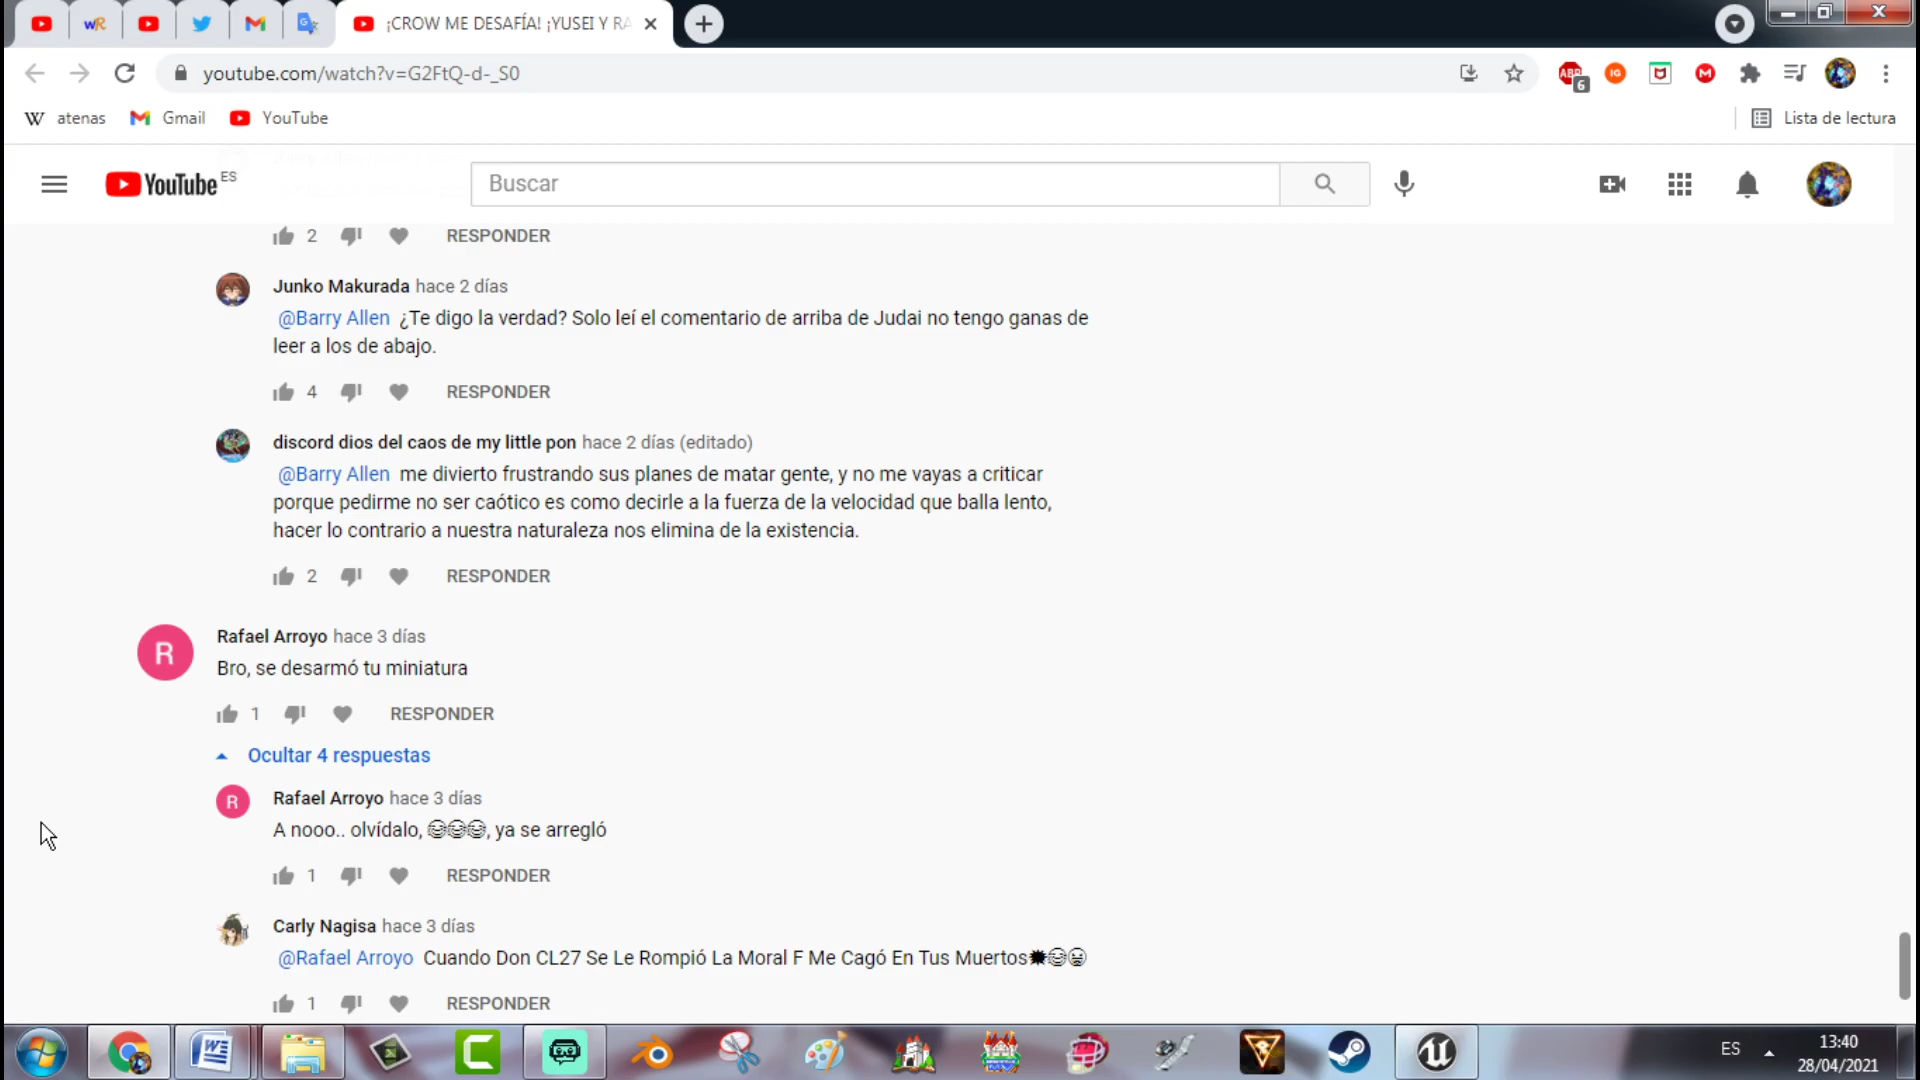 ¡CROW ME DESAFÍA! ¡YUSEI Y RA
youtube.com/watch?v=G2FtQ-d-_S0
ABP
6
IG
atenas
Gmail
YouTube
Lista de lectura
YouTube ES
Buscar
2 RESPONDER
Junko Makurada hace 2 días
@Barry Allen ¿Te digo la verdad? Solo leí el comentario de arriba de Judai no tengo ganas de
leer a los de abajo.
4 RESPONDER
discord dios del caos de my little pon hace 2 días (editado)
@Barry Allen me divierto frustrando sus planes de matar gente, y no me vayas a criticar
porque pedirme no ser caótico es como decirle a la fuerza de la velocidad que balla lento,
hacer lo contrario a nuestra naturaleza nos elimina de la existencia.
2 RESPONDER
R
Rafael Arroyo hace 3 días
Bro, se desarmó tu miniatura
1 RESPONDER
Ocultar 4 respuestas
R
Rafael Arroyo hace 3 días
A nooo.. olvídalo, 😂😂😂, ya se arregló
1 RESPONDER
Carly Nagisa hace 3 días
@Rafael Arroyo Cuando Don CL27 Se Le Rompió La Moral F Me Cagó En Tus Muertos
1 RESPONDER
ES
13:40
28/04/2021